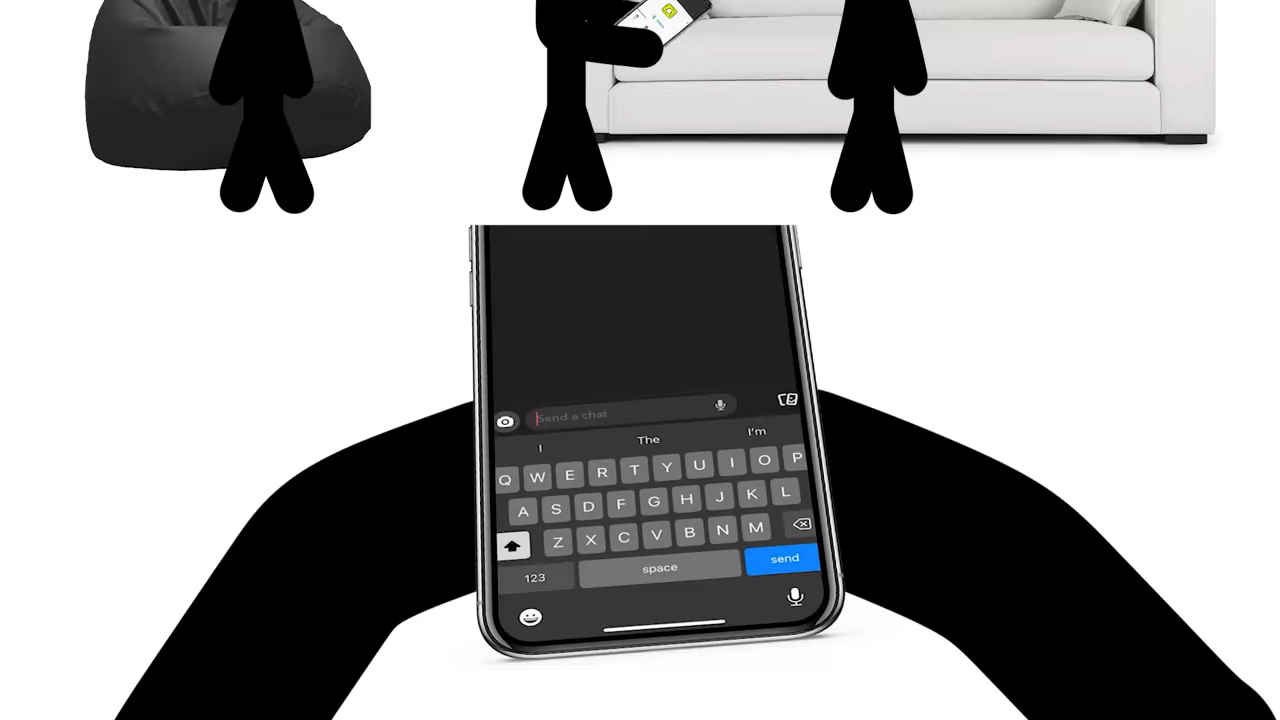 Send a chat
I The I'm
Q W E R T Y U I O P
A S D F G H J K L
Z X C V B N M
123 space send